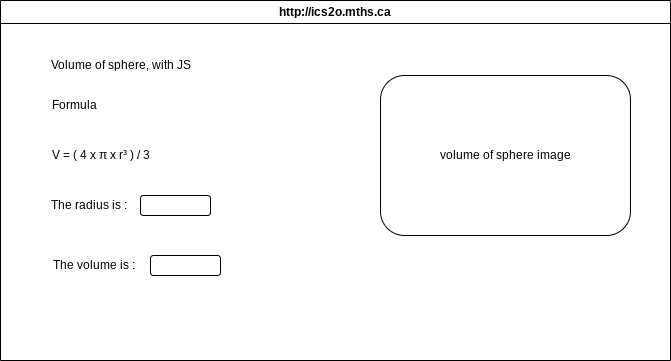 http://ics2o.mths.ca
Volume of sphere, with JS
Formula
V = ( 4 x π x r³ ) / 3
volume of sphere image
The radius is :
The volume is :